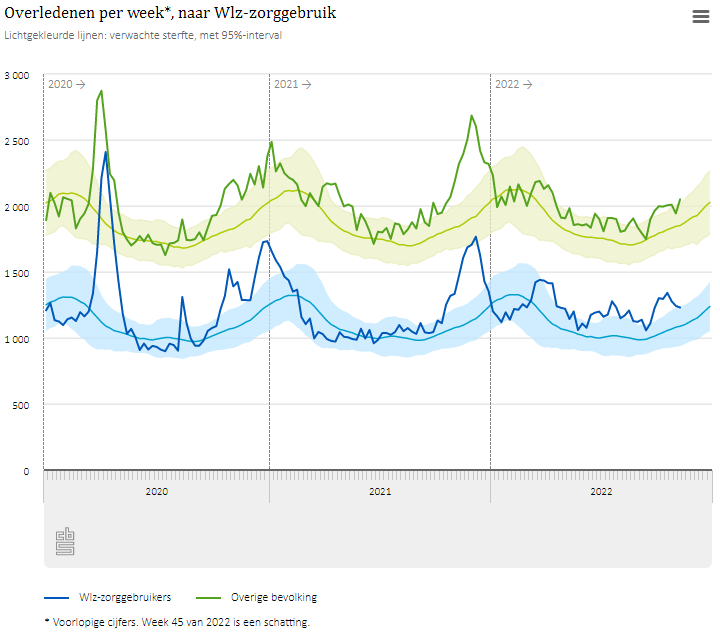 Overledenen per week*, naar Wlz-zorggebruik
Lichtgekleurde lijnen: verwachte sterfte, met 95%-interval
3 000
2020 → 2021 → 2022 →
2 500
2 000
1 500
1 000
500
0
2020 2021 2022
cbs
Wlz-zorggebruikers Overige bevolking
* Voorlopige cijfers. Week 45 van 2022 is een schatting.